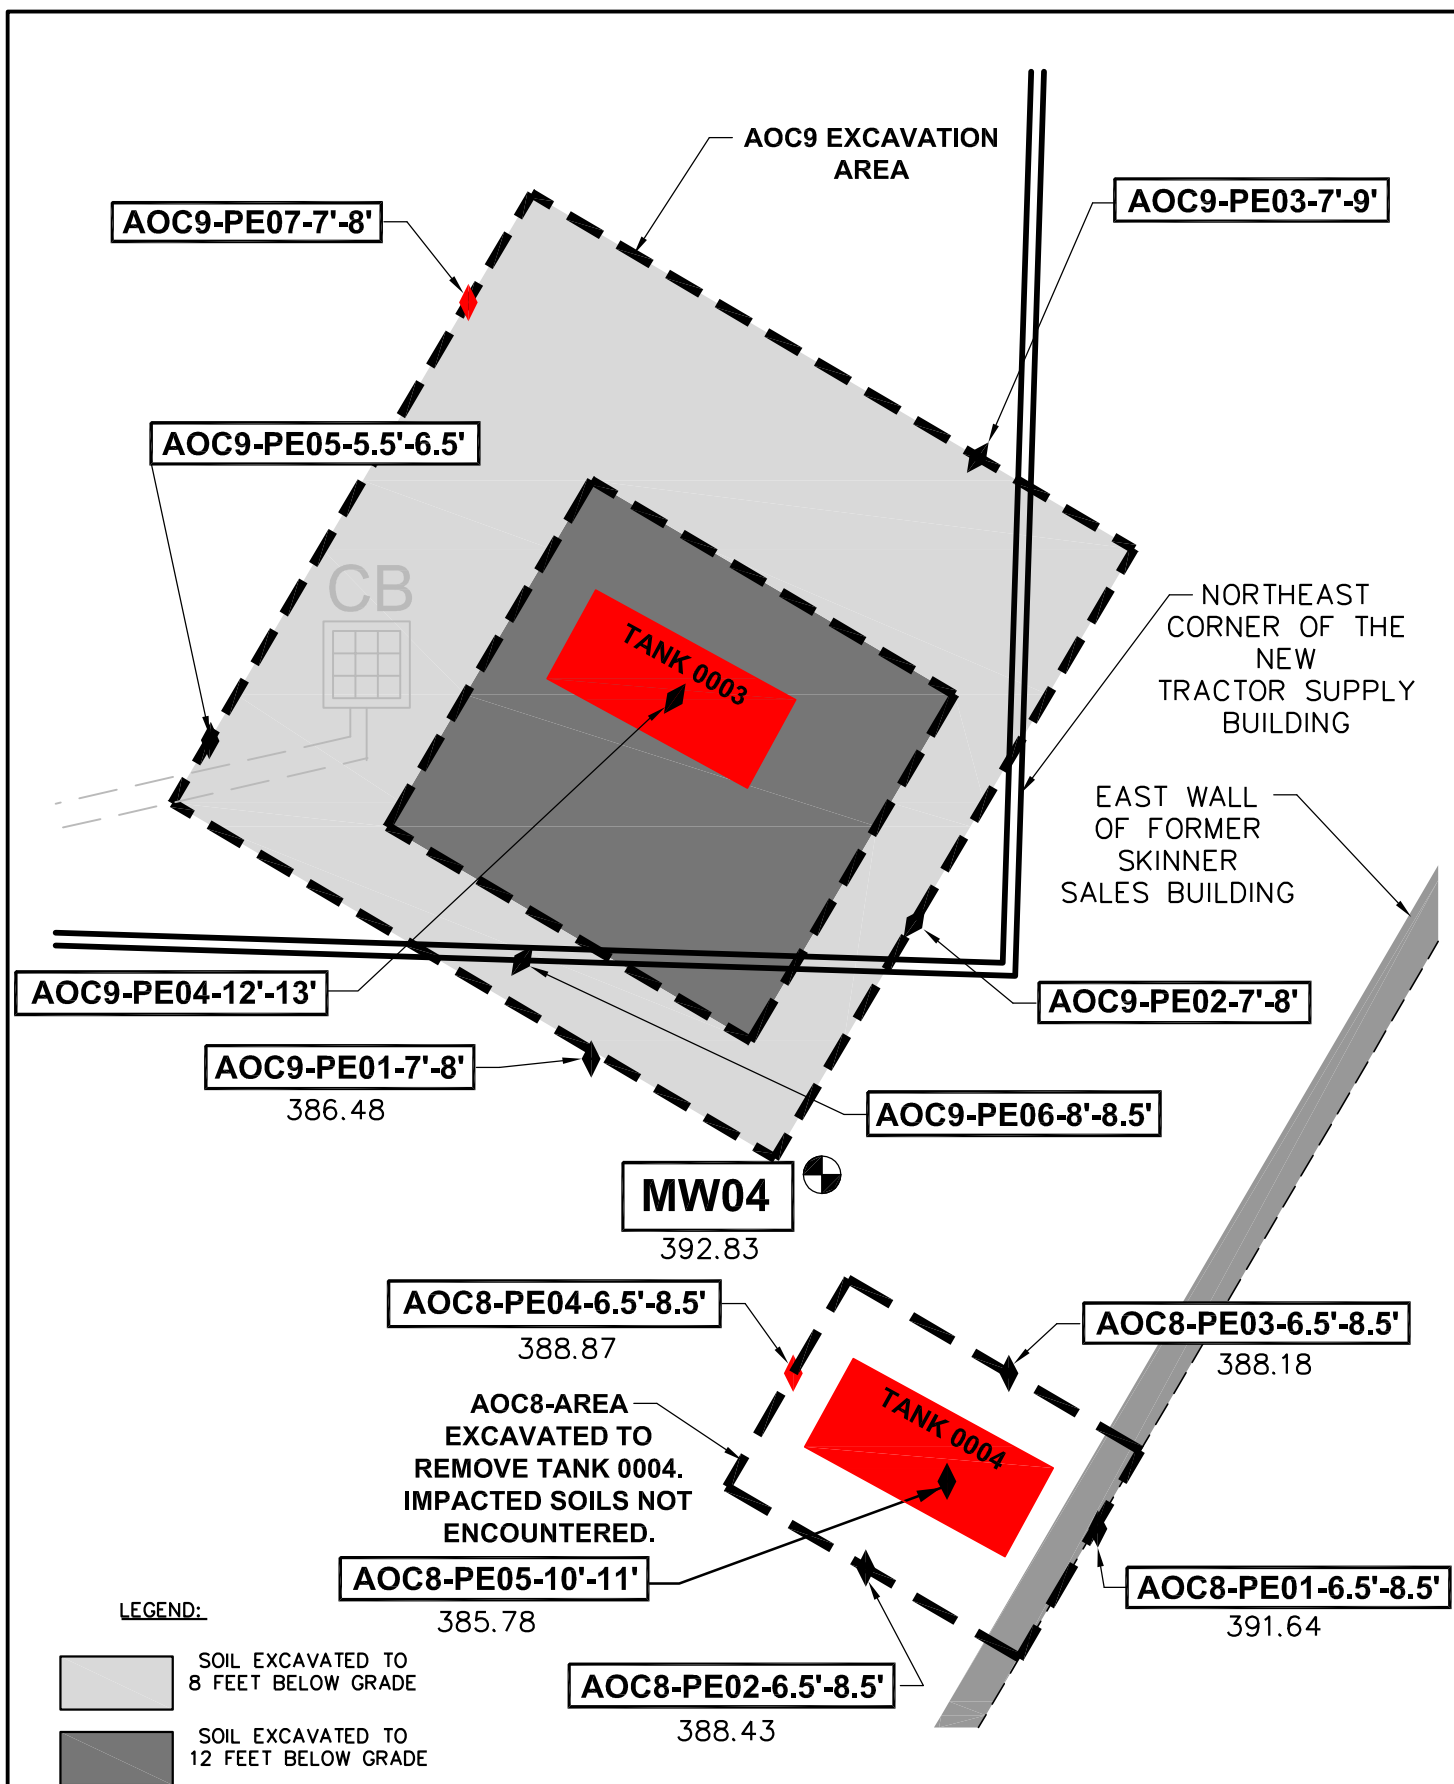 AOC9 EXCAVATION
AREA
AOC9-PE07-7'-8'
AOC9-PE03-7'-9'
AOC9-PE05-5.5'-6.5'
CB
NORTHEAST
CORNER OF THE
NEW
TRACTOR SUPPLY
BUILDING
TANK 0003
EAST WALL
OF FORMER
SKINNER
SALES BUILDING
AOC9-PE04-12'-13'
AOC9-PE02-7'-8'
AOC9-PE01-7'-8'
386.48
AOC9-PE06-8'-8.5'
MW04
392.83
AOC8-PE04-6.5'-8.5'
388.87
AOC8-PE03-6.5'-8.5'
388.18
AOC8-AREA
EXCAVATED TO
REMOVE TANK 0004.
IMPACTED SOILS NOT
ENCOUNTERED.
TANK 0004
AOC8-PE05-10'-11'
385.78
AOC8-PE01-6.5'-8.5'
391.64
AOC8-PE02-6.5'-8.5'
388.43
LEGEND:
SOIL EXCAVATED TO
8 FEET BELOW GRADE
SOIL EXCAVATED TO
12 FEET BELOW GRADE